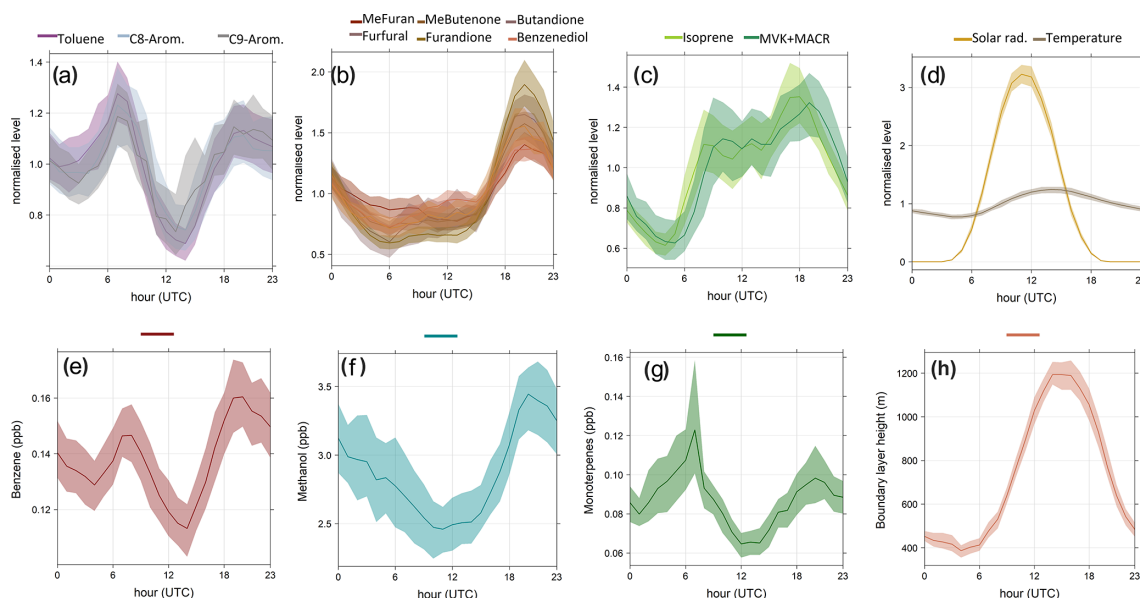 Toluene C8-Arom. C9-Arom.
(a)
normalised level
1.4
1.2
1.0
0.8
0 6 12 18 23
hour (UTC)
MeFuran MeButenone Butandione
Furfural Furandione Benzenediol
(b)
normalised level
2.0
1.5
1.0
0.5
0 6 12 18 23
hour (UTC)
Isoprene MVK+MACR
(c)
normalised level
1.4
1.2
1.0
0.8
0.6
0 6 12 18 23
hour (UTC)
Solar rad. Temperature
(d)
normalised level
3
2
1
0
0 6 12 18 23
hour (UTC)
(e)
Benzene (ppb)
0.16
0.14
0.12
0 6 12 18 23
hour (UTC)
(f)
Methanol (ppb)
3.5
3.0
2.5
0 6 12 18 23
hour (UTC)
(g)
Monoterpenes (ppb)
0.16
0.14
0.12
0.10
0.08
0.06
0 6 12 18 23
hour (UTC)
(h)
Boundary layer height (m)
1200
1000
800
600
400
0 6 12 18 23
hour (UTC)